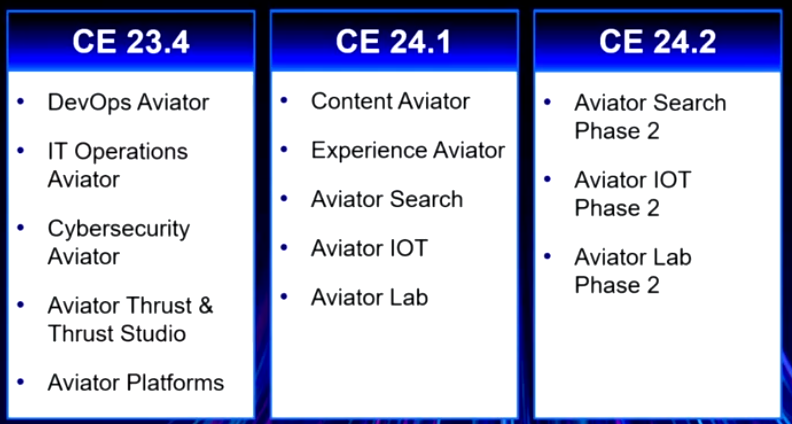 CE 23.4
• DevOps Aviator
• IT Operations
Aviator
• Cybersecurity
Aviator
• Aviator Thrust &
Thrust Studio
• Aviator Platforms
CE 24.1
• Content Aviator
• Experience Aviator
• Aviator Search
• Aviator IOT
• Aviator Lab
CE 24.2
• Aviator Search
Phase 2
• Aviator IOT
Phase 2
• Aviator Lab
Phase 2